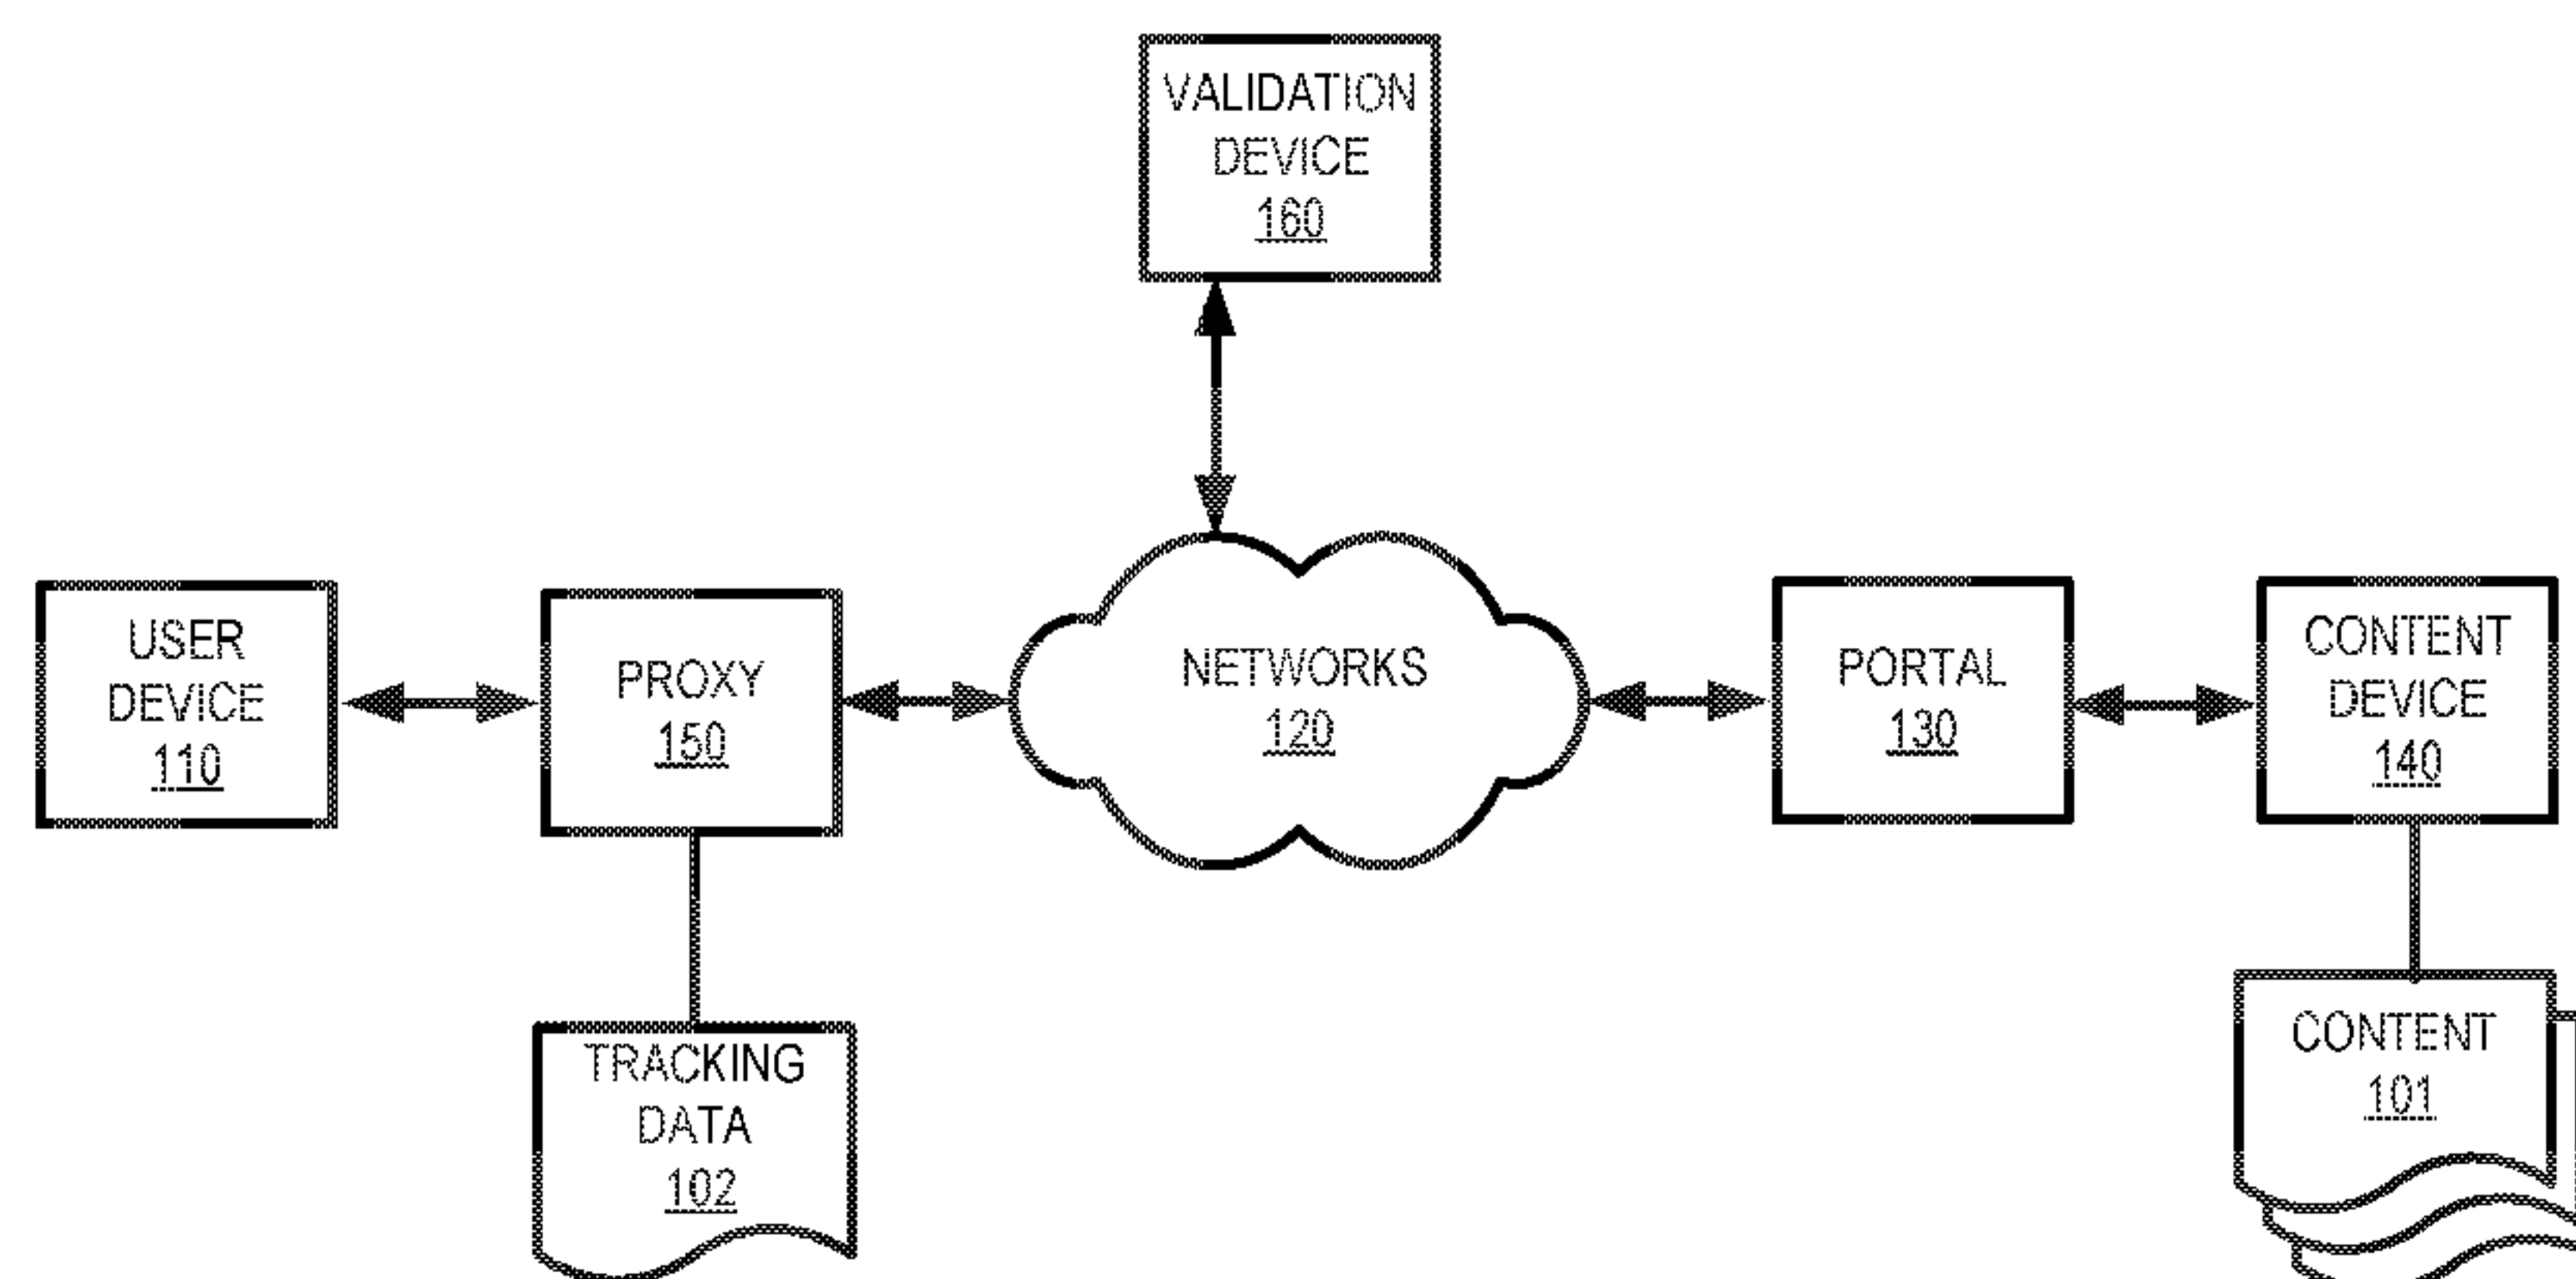 VALIDATION
DEVICE
160
USER
DEVICE
110
PROXY
150
NETWORKS
120
PORTAL
130
CONTENT
DEVICE
140
TRACKING
DATA
102
CONTENT
101